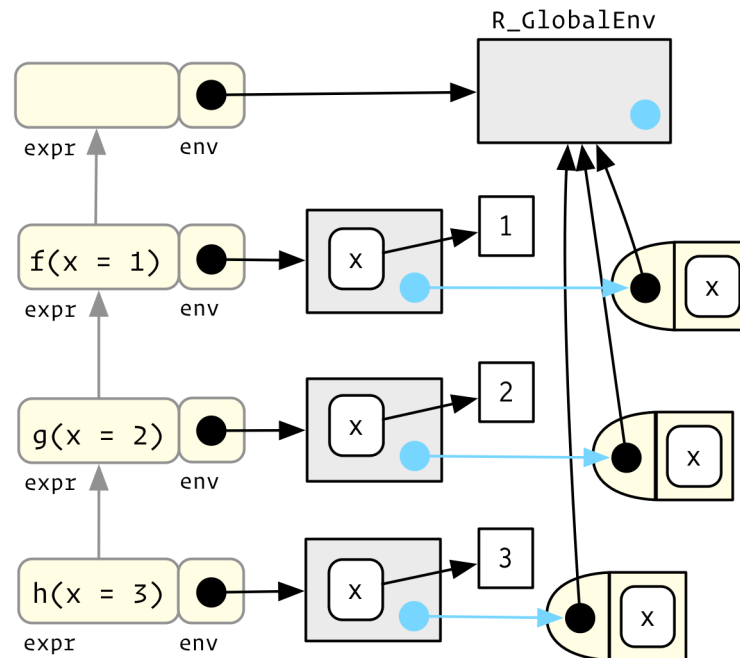 R_GlobalEnv
expr env
f(x = 1) x 1 x
expr env
g(x = 2) x 2 x
expr env
h(x = 3) x 3 x
expr env